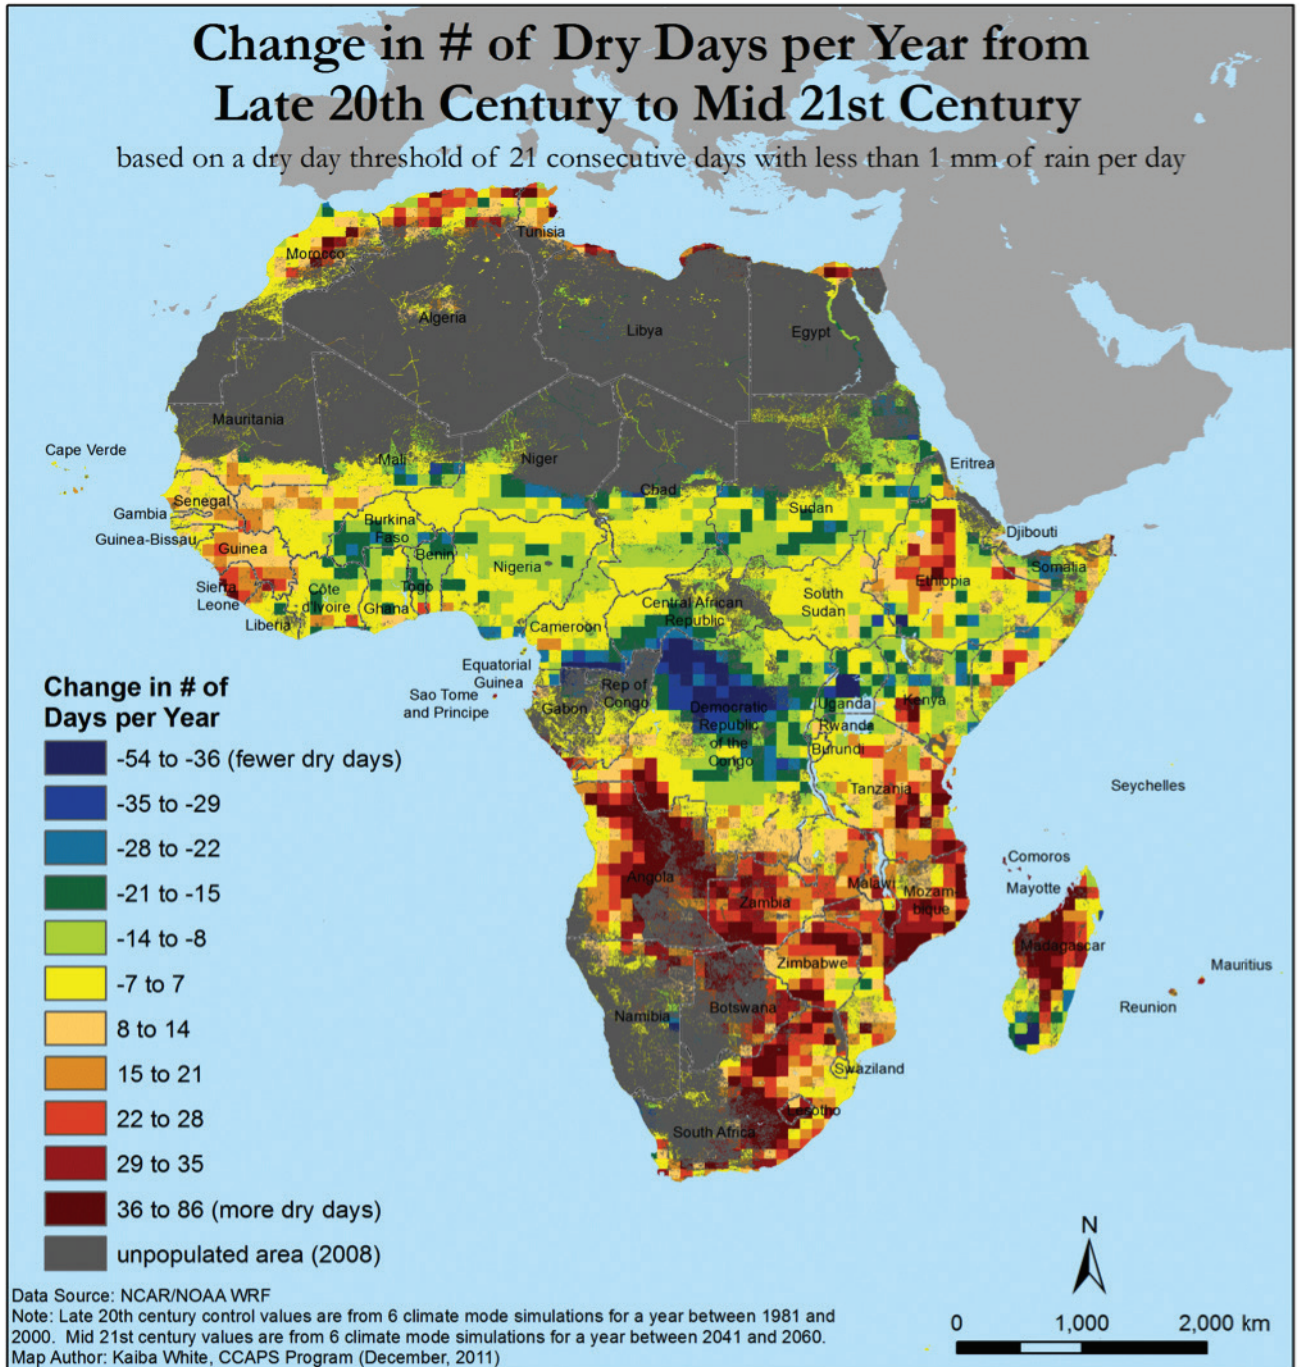 Change in # of Dry Days per Year from
Late 20th Century to Mid 21st Century
based on a dry day threshold of 21 consecutive days with less than 1 mm of rain per day
Tunisia
Morocco
Algeria
Libya
Egypt
Mauritania
Cape Verde
Mali
Niger
Eritrea
Chad
Senegal
Sudan
Gambia
Burkina
Faso
Djibouti
Guinea-Bissau
Guinea
Benin
Nigeria
Somalia
Ethiopia
Sierra
Leone
Côte
d'Ivoire
Togo
Ghana
South
Sudan
Central African
Republic
Liberia
Cameroon
Equatorial
Guinea
Rep of
Congo
Sao Tome
and Principe
Gabon
Democratic
Republic
of the
Congo
Uganda
Kenya
Rwanda
Burundi
Tanzania
Seychelles
Comoros
Mayotte
Angola
Malawi
Zambia
Mozam-
bique
Madagascar
Zimbabwe
Mauritius
Reunion
Botswana
Namibia
Swaziland
Lesotho
South Africa
Change in # of
Days per Year
-54 to -36 (fewer dry days)
-35 to -29
-28 to -22
-21 to -15
-14 to -8
-7 to 7
8 to 14
15 to 21
22 to 28
29 to 35
36 to 86 (more dry days)
unpopulated area (2008)
N
0 1,000 2,000 km
Data Source: NCAR/NOAA WRF
Note: Late 20th century control values are from 6 climate mode simulations for a year between 1981 and
2000. Mid 21st century values are from 6 climate mode simulations for a year between 2041 and 2060.
Map Author: Kaiba White, CCAPS Program (December, 2011)